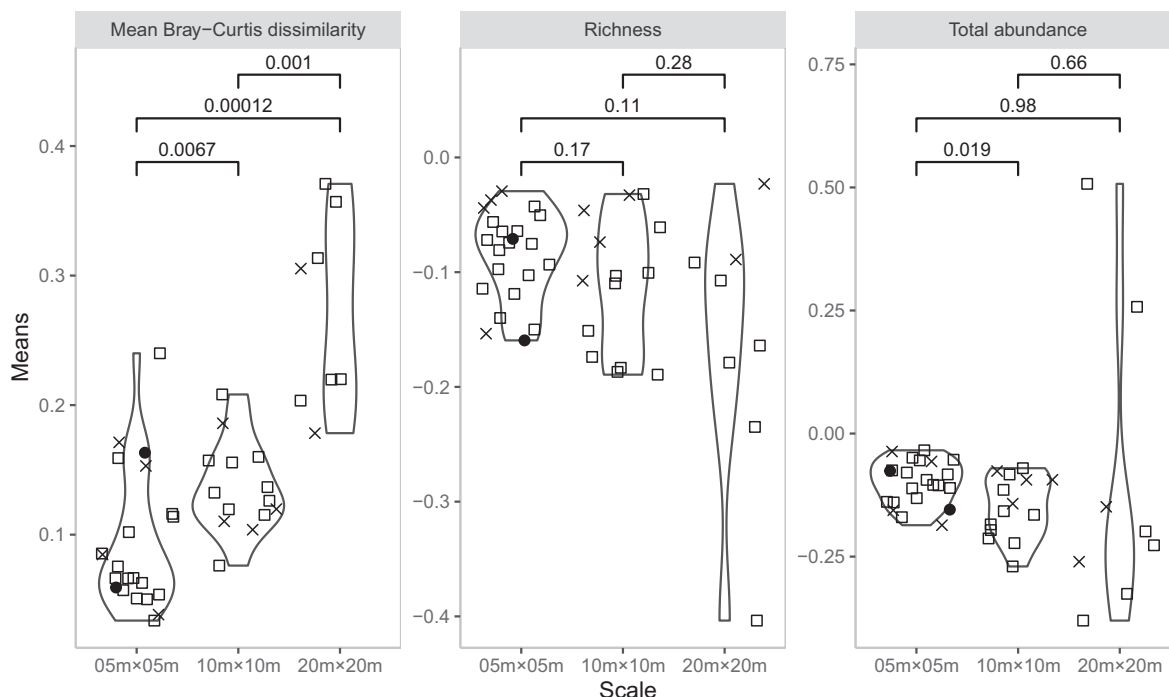 Mean Bray−Curtis dissimilarity
Richness
Total abundance
0.001
0.00012
0.0067
0.28
0.11
0.17
0.66
0.98
0.019
Means
0.4
0.3
0.2
0.1
0.0
−0.1
−0.2
−0.3
−0.4
0.75
0.50
0.25
0.00
−0.25
05m×05m 10m×10m 20m×20m
05m×05m 10m×10m 20m×20m
05m×05m 10m×10m 20m×20m
Scale